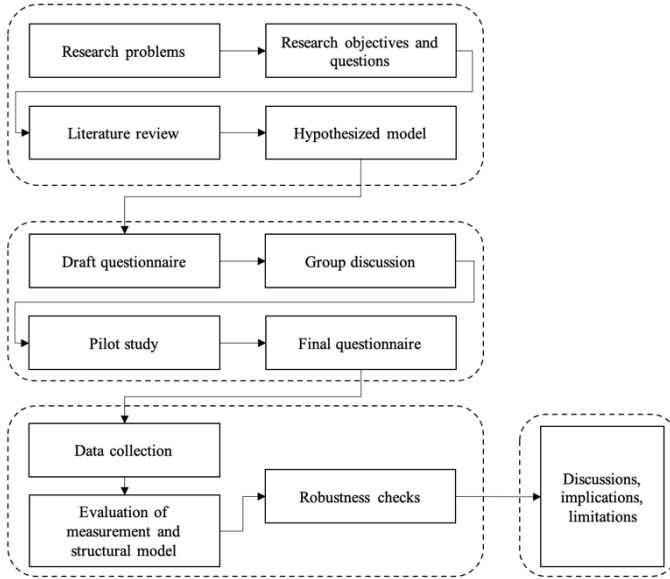 Research problems
Research objectives and
questions
Literature review
Hypothesized model
Draft questionnaire
Group discussion
Pilot study
Final questionnaire
Data collection
Evaluation of
measurement and
structural model
Robustness checks
Discussions,
implications,
limitations